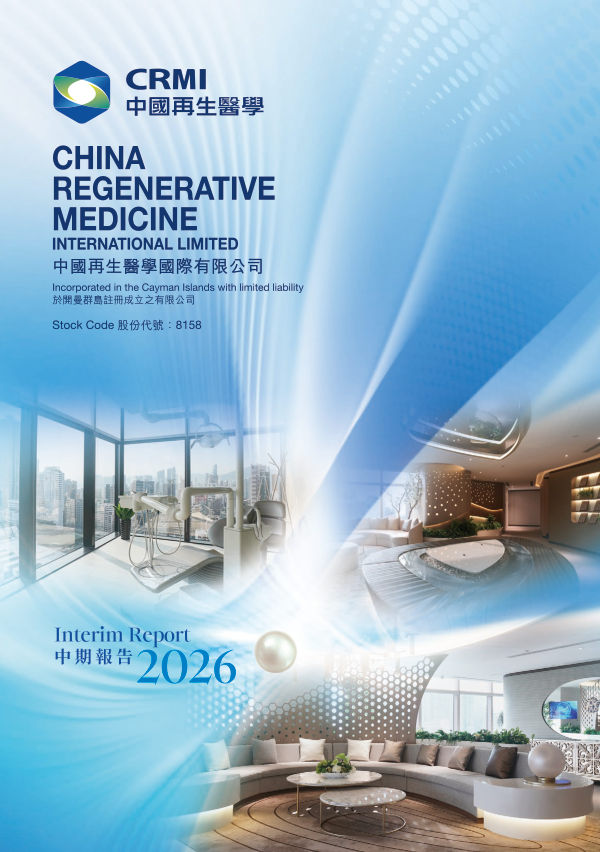 CRMI
中國再生醫學
CHINA
REGENERATIVE
MEDICINE
INTERNATIONAL LIMITED
中國再生醫學國際有限公司
Incorporated in the Cayman Islands with limited liability
於開曼群島註冊成立之有限公司
Stock Code 股份代號：8158
Interim Report
中期報告 2026